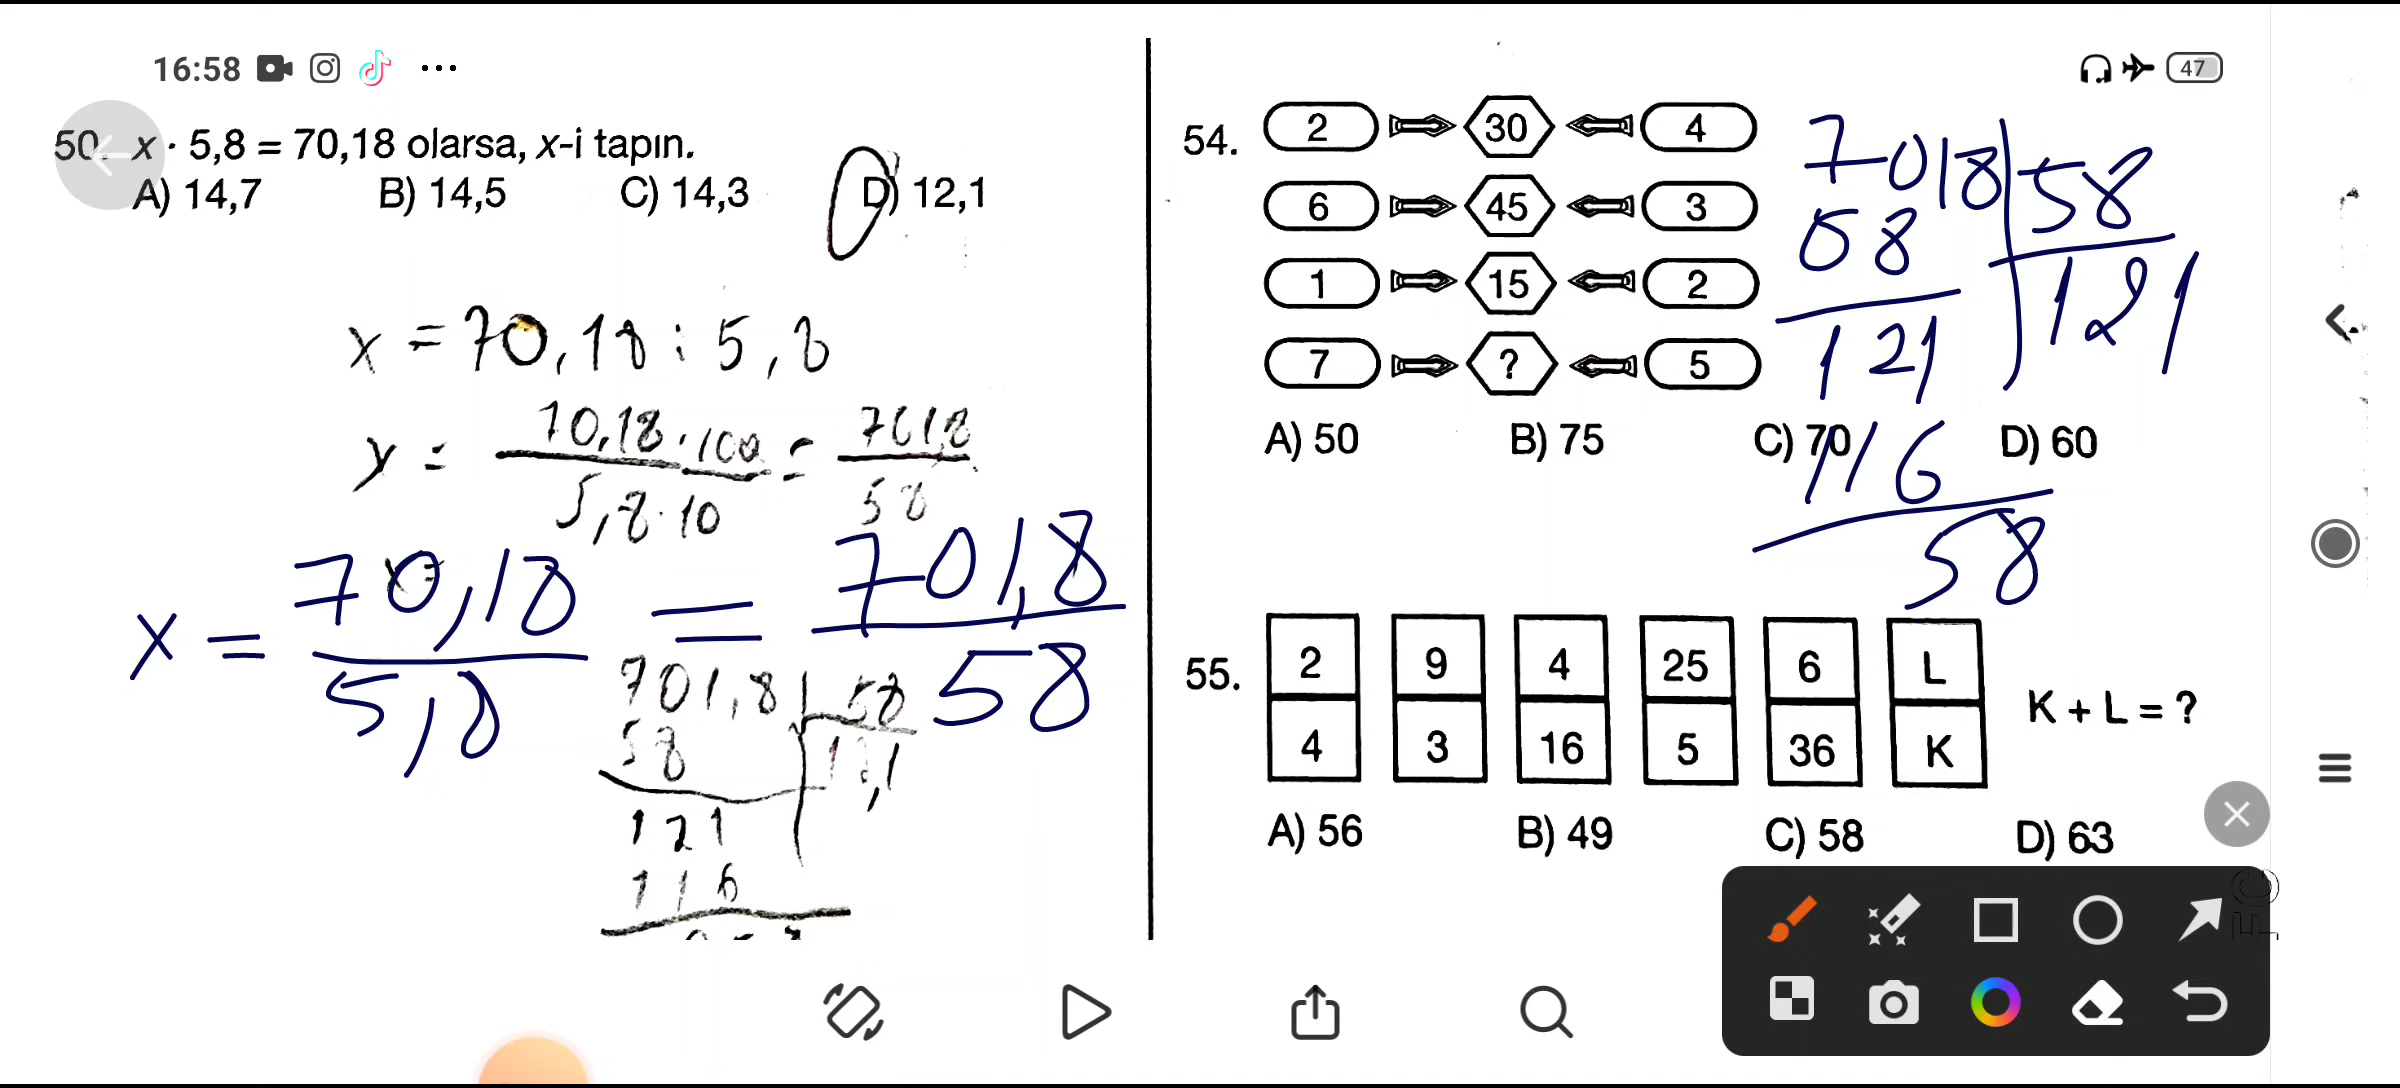 16:58 ...
47
50. x · 5,8 = 70,18 olarsa, x-i tapın.
A) 14,7 B) 14,5 C) 14,3 D) 12,1
x = 70,18 : 5,8
y = 70,18 · 100 / 5,8 · 10 = 7018 / 58
x =
x = 70,18 / 5,8 = 701,8 / 58
701,8 | 58
58 | 12,1
121
116
54. 2 30 4
6 45 3
1 15 2
7 ? 5
A) 50 B) 75 C) 70 D) 60
7018 | 58
58 | 121
121
116
58
55. 2 9 4 25 6 L
4 3 16 5 36 K
K + L = ?
A) 56 B) 49 C) 58 D) 63